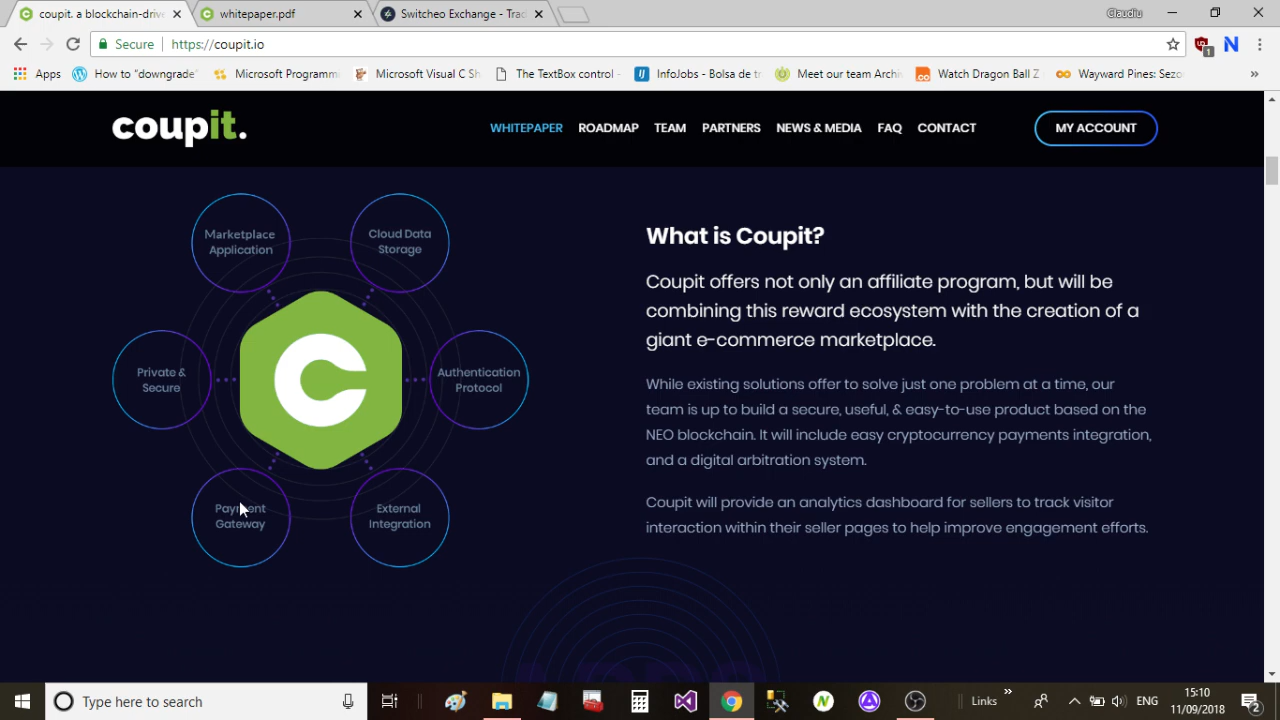 coupit. a blockchain-drive
whitepaper.pdf
Switcheo Exchange - Trad
Claudiu
Secure
https://coupit.io
Apps
How to "downgrade"
Microsoft Programm
Microsoft Visual C Sh
The TextBox control -
InfoJobs - Bolsa de tr
Meet our team Archi
Watch Dragon Ball Z
Wayward Pines: Sezo
1
coupit.
WHITEPAPER
ROADMAP
TEAM
PARTNERS
NEWS & MEDIA
FAQ
CONTACT
MY ACCOUNT
Marketplace
Application
Cloud Data
Storage
Private &
Secure
Authentication
Protocol
Payment
Gateway
External
Integration
What is Coupit?
Coupit offers not only an affiliate program, but will be
combining this reward ecosystem with the creation of a
giant e-commerce marketplace.
While existing solutions offer to solve just one problem at a time, our
team is up to build a secure, useful, & easy-to-use product based on the
NEO blockchain. It will include easy cryptocurrency payments integration,
and a digital arbitration system.
Coupit will provide an analytics dashboard for sellers to track visitor
interaction within their seller pages to help improve engagement efforts.
Type here to search
Links
ENG
15:10
11/09/2018
2